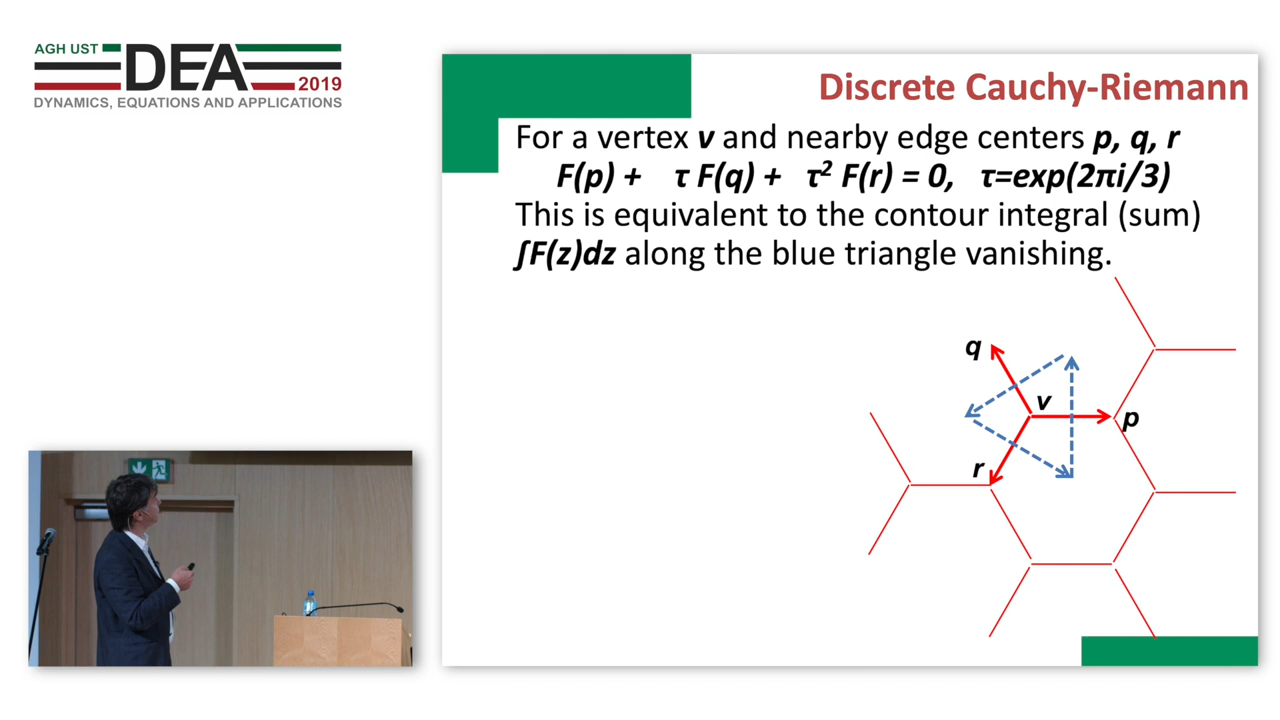 AGH UST
DEA
2019
DYNAMICS, EQUATIONS AND APPLICATIONS
Discrete Cauchy-Riemann
For a vertex v and nearby edge centers p, q, r
F(p) + τ F(q) + τ² F(r) = 0, τ=exp(2πi/3)
This is equivalent to the contour integral (sum)
∫F(z)dz along the blue triangle vanishing.
q
v
p
r